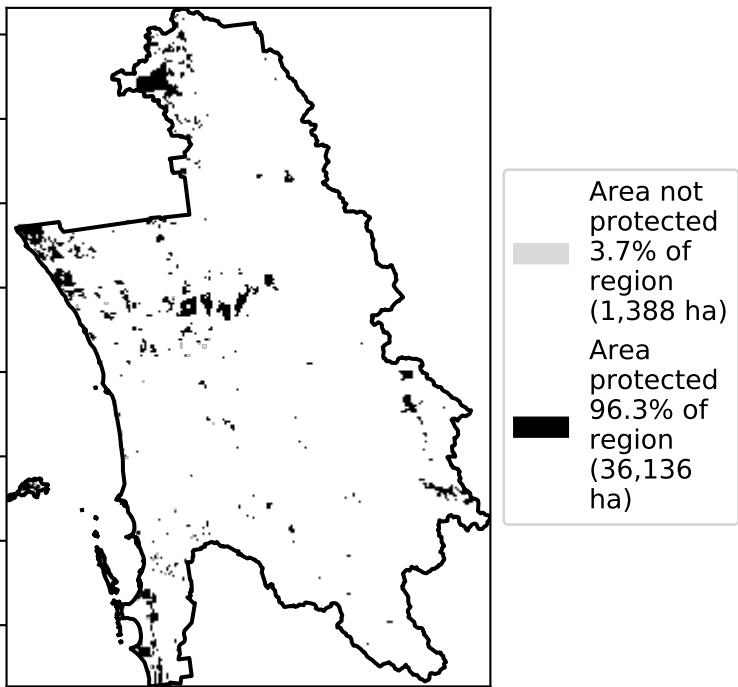 Area not
protected
3.7% of
region
(1,388 ha)
Area
protected
96.3% of
region
(36,136
ha)